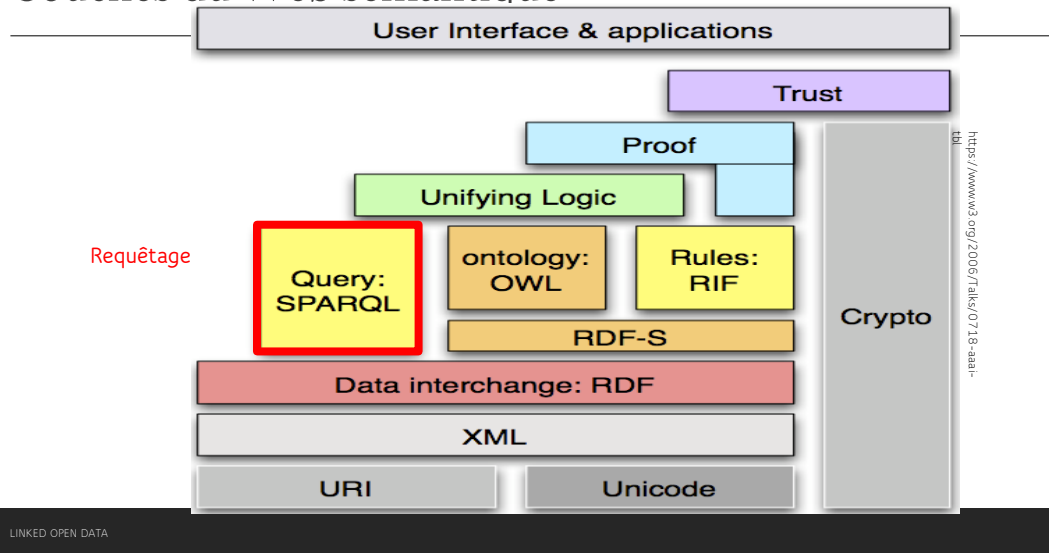 User Interface & applications
Trust
Proof
Unifying Logic
Requêtage
Query:
SPARQL
ontology:
OWL
Rules:
RIF
Crypto
RDF-S
Data interchange: RDF
XML
URI
Unicode
https://www.w3.org/2006/Talks/0718-aaai-
tbl
LINKED OPEN DATA